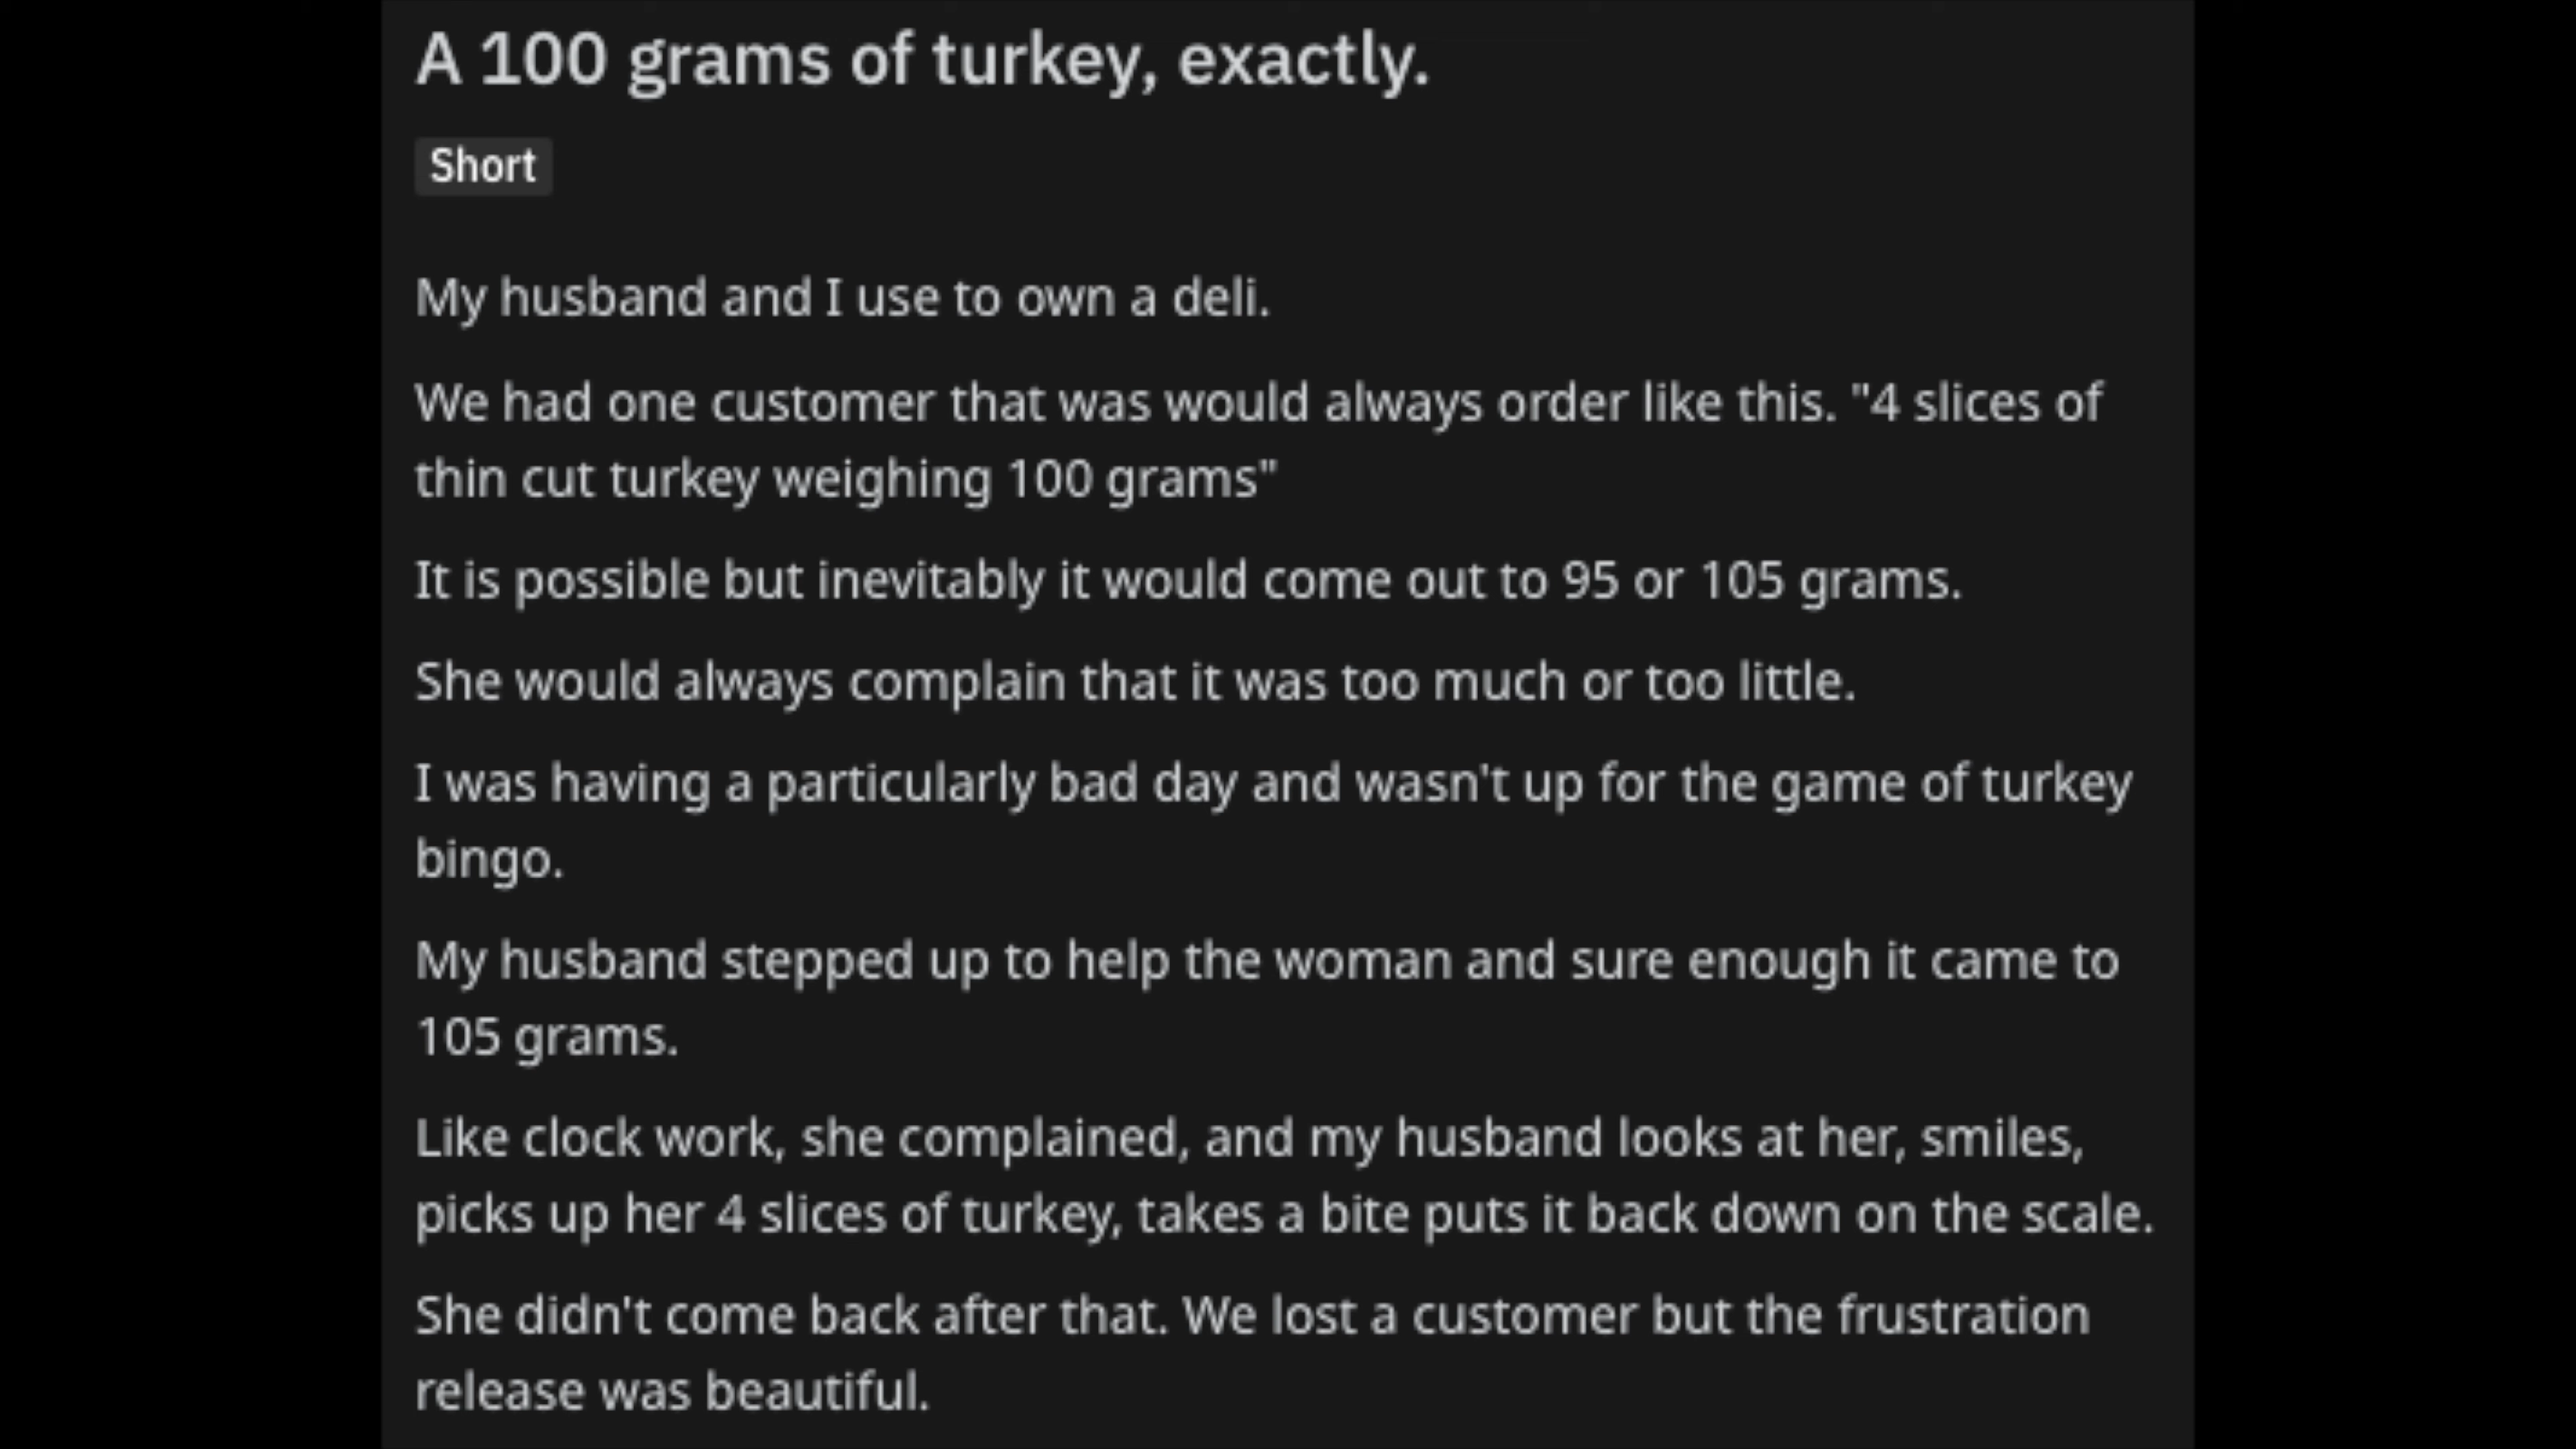 A 100 grams of turkey, exactly.
Short
My husband and I use to own a deli.
We had one customer that was would always order like this. "4 slices of
thin cut turkey weighing 100 grams"
It is possible but inevitably it would come out to 95 or 105 grams.
She would always complain that it was too much or too little.
I was having a particularly bad day and wasn't up for the game of turkey
bingo.
My husband stepped up to help the woman and sure enough it came to
105 grams.
Like clock work, she complained, and my husband looks at her, smiles,
picks up her 4 slices of turkey, takes a bite puts it back down on the scale.
She didn't come back after that. We lost a customer but the frustration
release was beautiful.